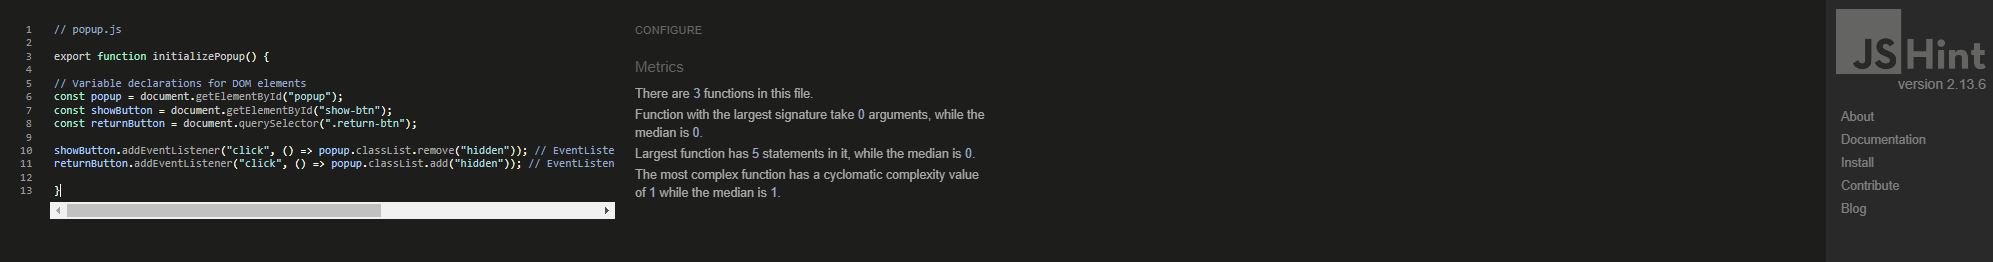 1 // popup.js
2
3 export function initializePopup() {
4
5 // Variable declarations for DOM elements
6 const popup = document.getElementById("popup");
7 const showButton = document.getElementById("show-btn");
8 const returnButton = document.querySelector(".return-btn");
9
10 showButton.addEventListener("click", () => popup.classList.remove("hidden")); // EventListe
11 returnButton.addEventListener("click", () => popup.classList.add("hidden")); // EventListen
12
13 }
CONFIGURE
Metrics
There are 3 functions in this file.
Function with the largest signature take 0 arguments, while the
median is 0.
Largest function has 5 statements in it, while the median is 0.
The most complex function has a cyclomatic complexity value
of 1 while the median is 1.
JSHint
version 2.13.6
About
Documentation
Install
Contribute
Blog